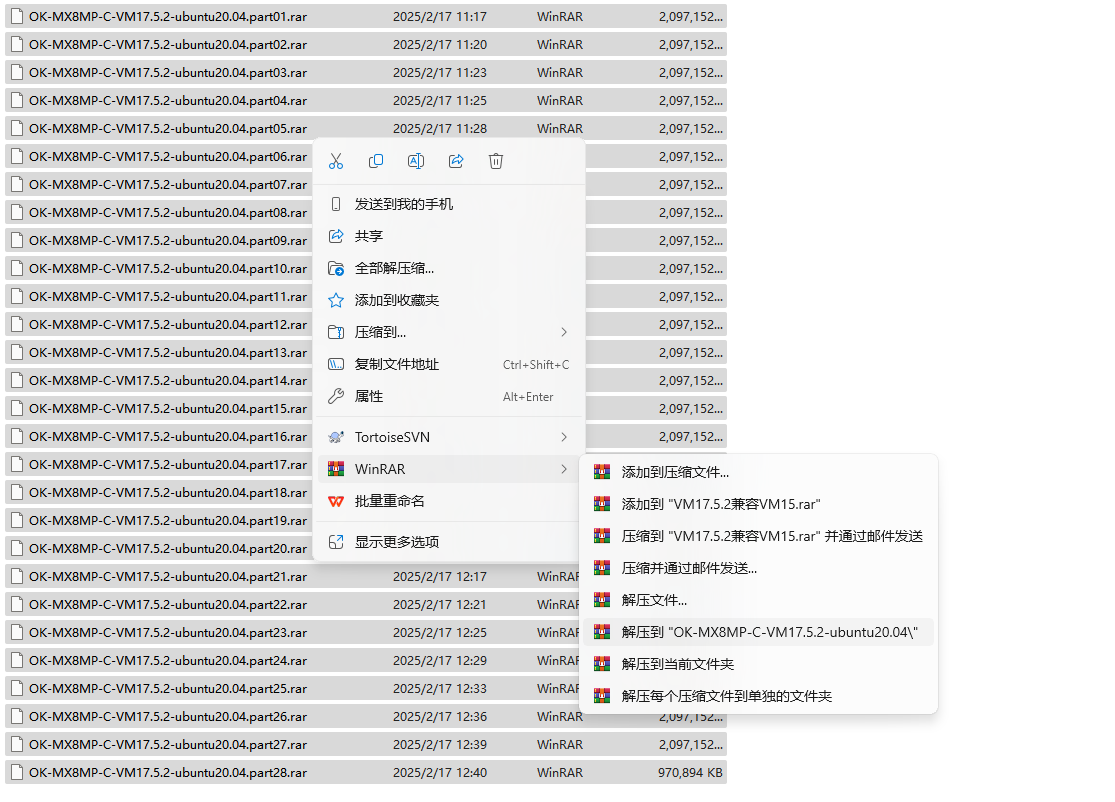 OK-MX8MP-C-VM17.5.2-ubuntu20.04.part01.rar 2025/2/17 11:17 WinRAR 2,097,152...
OK-MX8MP-C-VM17.5.2-ubuntu20.04.part02.rar 2025/2/17 11:20 WinRAR 2,097,152...
OK-MX8MP-C-VM17.5.2-ubuntu20.04.part03.rar 2025/2/17 11:23 WinRAR 2,097,152...
OK-MX8MP-C-VM17.5.2-ubuntu20.04.part04.rar 2025/2/17 11:25 WinRAR 2,097,152...
OK-MX8MP-C-VM17.5.2-ubuntu20.04.part05.rar 2025/2/17 11:28 WinRAR 2,097,152...
OK-MX8MP-C-VM17.5.2-ubuntu20.04.part06.rar 2,097,152...
OK-MX8MP-C-VM17.5.2-ubuntu20.04.part07.rar 2,097,152...
OK-MX8MP-C-VM17.5.2-ubuntu20.04.part08.rar 2,097,152...
OK-MX8MP-C-VM17.5.2-ubuntu20.04.part09.rar 2,097,152...
OK-MX8MP-C-VM17.5.2-ubuntu20.04.part10.rar 2,097,152...
OK-MX8MP-C-VM17.5.2-ubuntu20.04.part11.rar 2,097,152...
OK-MX8MP-C-VM17.5.2-ubuntu20.04.part12.rar 2,097,152...
OK-MX8MP-C-VM17.5.2-ubuntu20.04.part13.rar 2,097,152...
OK-MX8MP-C-VM17.5.2-ubuntu20.04.part14.rar 2,097,152...
OK-MX8MP-C-VM17.5.2-ubuntu20.04.part15.rar 2,097,152...
OK-MX8MP-C-VM17.5.2-ubuntu20.04.part16.rar 2,097,152...
OK-MX8MP-C-VM17.5.2-ubuntu20.04.part17.rar
OK-MX8MP-C-VM17.5.2-ubuntu20.04.part18.rar
OK-MX8MP-C-VM17.5.2-ubuntu20.04.part19.rar
OK-MX8MP-C-VM17.5.2-ubuntu20.04.part20.rar
OK-MX8MP-C-VM17.5.2-ubuntu20.04.part21.rar 2025/2/17 12:17 WinRAR
OK-MX8MP-C-VM17.5.2-ubuntu20.04.part22.rar 2025/2/17 12:21 WinRAR
OK-MX8MP-C-VM17.5.2-ubuntu20.04.part23.rar 2025/2/17 12:25 WinRAR
OK-MX8MP-C-VM17.5.2-ubuntu20.04.part24.rar 2025/2/17 12:29 WinRAR
OK-MX8MP-C-VM17.5.2-ubuntu20.04.part25.rar 2025/2/17 12:33 WinRAR
OK-MX8MP-C-VM17.5.2-ubuntu20.04.part26.rar 2025/2/17 12:36 WinRAR 2,097,152...
OK-MX8MP-C-VM17.5.2-ubuntu20.04.part27.rar 2025/2/17 12:39 WinRAR 2,097,152...
OK-MX8MP-C-VM17.5.2-ubuntu20.04.part28.rar 2025/2/17 12:40 WinRAR 970,894 KB
发送到我的手机
共享
全部解压缩...
添加到收藏夹
压缩到...
复制文件地址 Ctrl+Shift+C
属性 Alt+Enter
TortoiseSVN
WinRAR
批量重命名
显示更多选项
添加到压缩文件...
添加到 "VM17.5.2兼容VM15.rar"
压缩到 "VM17.5.2兼容VM15.rar" 并通过邮件发送
压缩并通过邮件发送...
解压文件...
解压到 "OK-MX8MP-C-VM17.5.2-ubuntu20.04\"
解压到当前文件夹
解压每个压缩文件到单独的文件夹